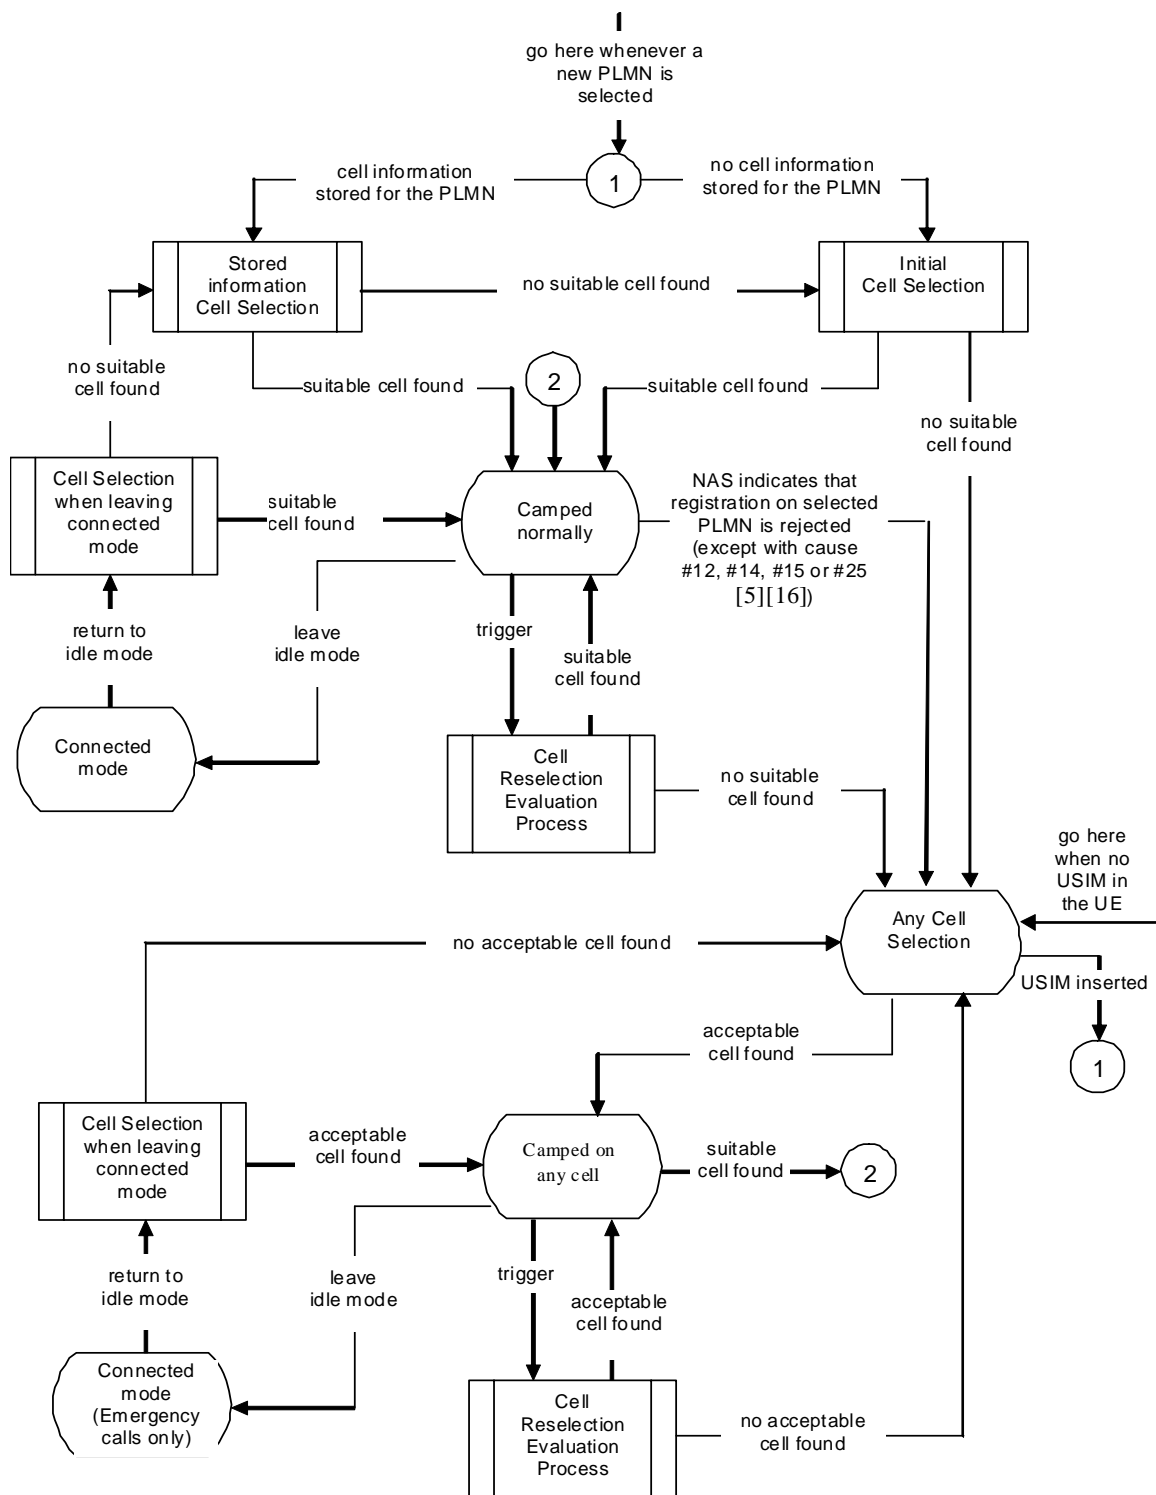 go here whenever a
new PLMN is
selected
cell information
stored for the PLMN
1
no cell information
stored for the PLMN
Stored
information
Cell Selection
no suitable cell found
Initial
Cell Selection
no suitable
cell found
suitable cell found
2
suitable cell found
no suitable
cell found
Cell Selection
when leaving
connected
mode
suitable
cell found
Camped
normally
NAS indicates that
registration on selected
PLMN is rejected
(except with cause
#12, #14, #15 or #25
[5][16])
return to
idle mode
leave
idle mode
trigger
suitable
cell found
Connected
mode
Cell
Reselection
Evaluation
Process
no suitable
cell found
go here
when no
USIM in
the UE
Any Cell
Selection
no acceptable cell found
USIM inserted
acceptable
cell found
1
Cell Selection
when leaving
connected
mode
acceptable
cell found
Camped on
any cell
suitable
cell found
2
return to
idle mode
leave
idle mode
trigger
acceptable
cell found
Connected
mode
(Emergency
calls only)
Cell
Reselection
Evaluation
Process
no acceptable
cell found